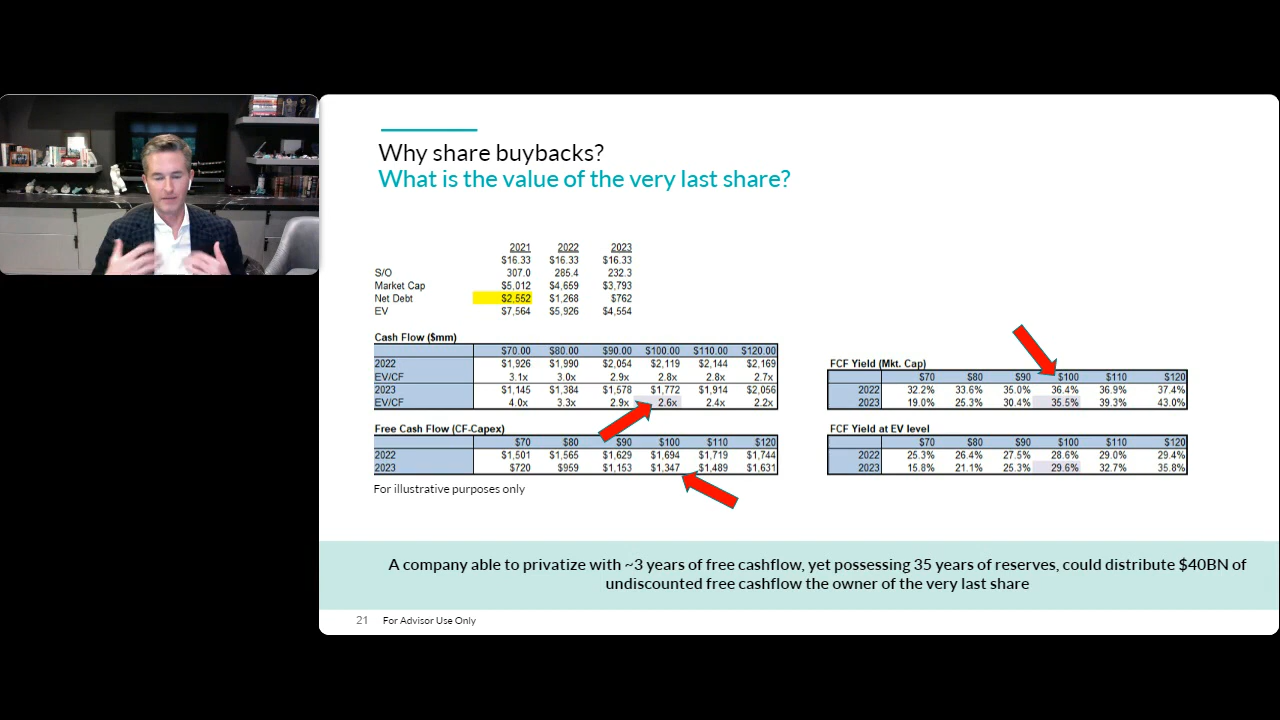 Why share buybacks?
What is the value of the very last share?
2021 2022 2023
$16.33 $16.33 $16.33
S/O 307.0 285.4 232.3
Market Cap $5,012 $4,659 $3,793
Net Debt $2,552 $1,268 $762
EV $7,564 $5,926 $4,554
Cash Flow ($mm)
$70.00 $80.00 $90.00 $100.00 $110.00 $120.00
2022 $1,926 $1,990 $2,054 $2,119 $2,144 $2,169
EV/CF 3.1x 3.0x 2.9x 2.8x 2.8x 2.7x
2023 $1,145 $1,384 $1,578 $1,772 $1,914 $2,056
EV/CF 4.0x 3.3x 2.9x 2.6x 2.4x 2.2x
Free Cash Flow (CF-Capex)
$70 $80 $90 $100 $110 $120
2022 $1,501 $1,565 $1,629 $1,694 $1,719 $1,744
2023 $720 $959 $1,153 $1,347 $1,489 $1,631
For illustrative purposes only
FCF Yield (Mkt. Cap)
$70 $80 $90 $100 $110 $120
2022 32.2% 33.6% 35.0% 36.4% 36.9% 37.4%
2023 19.0% 25.3% 30.4% 35.5% 39.3% 43.0%
FCF Yield at EV level
$70 $80 $90 $100 $110 $120
2022 25.3% 26.4% 27.5% 28.6% 29.0% 29.4%
2023 15.8% 21.1% 25.3% 29.6% 32.7% 35.8%
A company able to privatize with ~3 years of free cashflow, yet possessing 35 years of reserves, could distribute $40BN of
undiscounted free cashflow the owner of the very last share
21 For Advisor Use Only